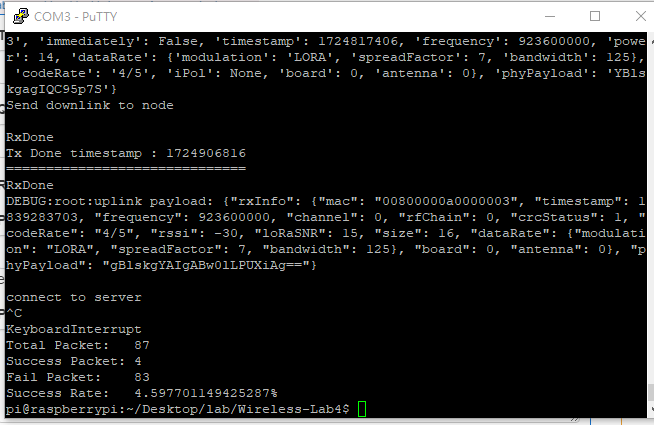 COM3 - PuTTY
3', 'immediately': False, 'timestamp': 1724817406, 'frequency': 923600000, 'powe
r': 14, 'dataRate': {'modulation': 'LORA', 'spreadFactor': 7, 'bandwidth': 125},
 'codeRate': '4/5', 'iPol': None, 'board': 0, 'antenna': 0}, 'phyPayload': 'YBls
kgagIQC95p7S'}
Send downlink to node
RxDone
Tx Done timestamp : 1724906816
==============================
RxDone
DEBUG:root:uplink payload: {"rxInfo": {"mac": "00800000a0000003", "timestamp": 1
839283703, "frequency": 923600000, "channel": 0, "rfChain": 0, "crcStatus": 1, "
codeRate": "4/5", "rssi": -30, "loRaSNR": 15, "size": 16, "dataRate": {"modulati
on": "LORA", "spreadFactor": 7, "bandwidth": 125}, "board": 0, "antenna": 0}, "p
hyPayload": "gBlskgYAIgABw0lLPUXiAg=="}
connect to server
^C
KeyboardInterrupt
Total Packet:   87
Success Packet: 4
Fail Packet:    83
Success Rate:   4.597701149425287%
pi@raspberrypi:~/Desktop/lab/Wireless-Lab4$